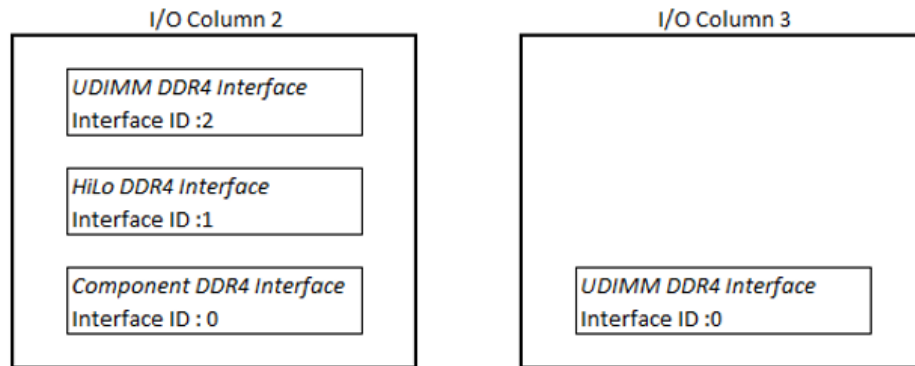 I/O Column 2
UDIMM DDR4 Interface
Interface ID :2
HiLo DDR4 Interface
Interface ID :1
Component DDR4 Interface
Interface ID : 0
I/O Column 3
UDIMM DDR4 Interface
Interface ID :0